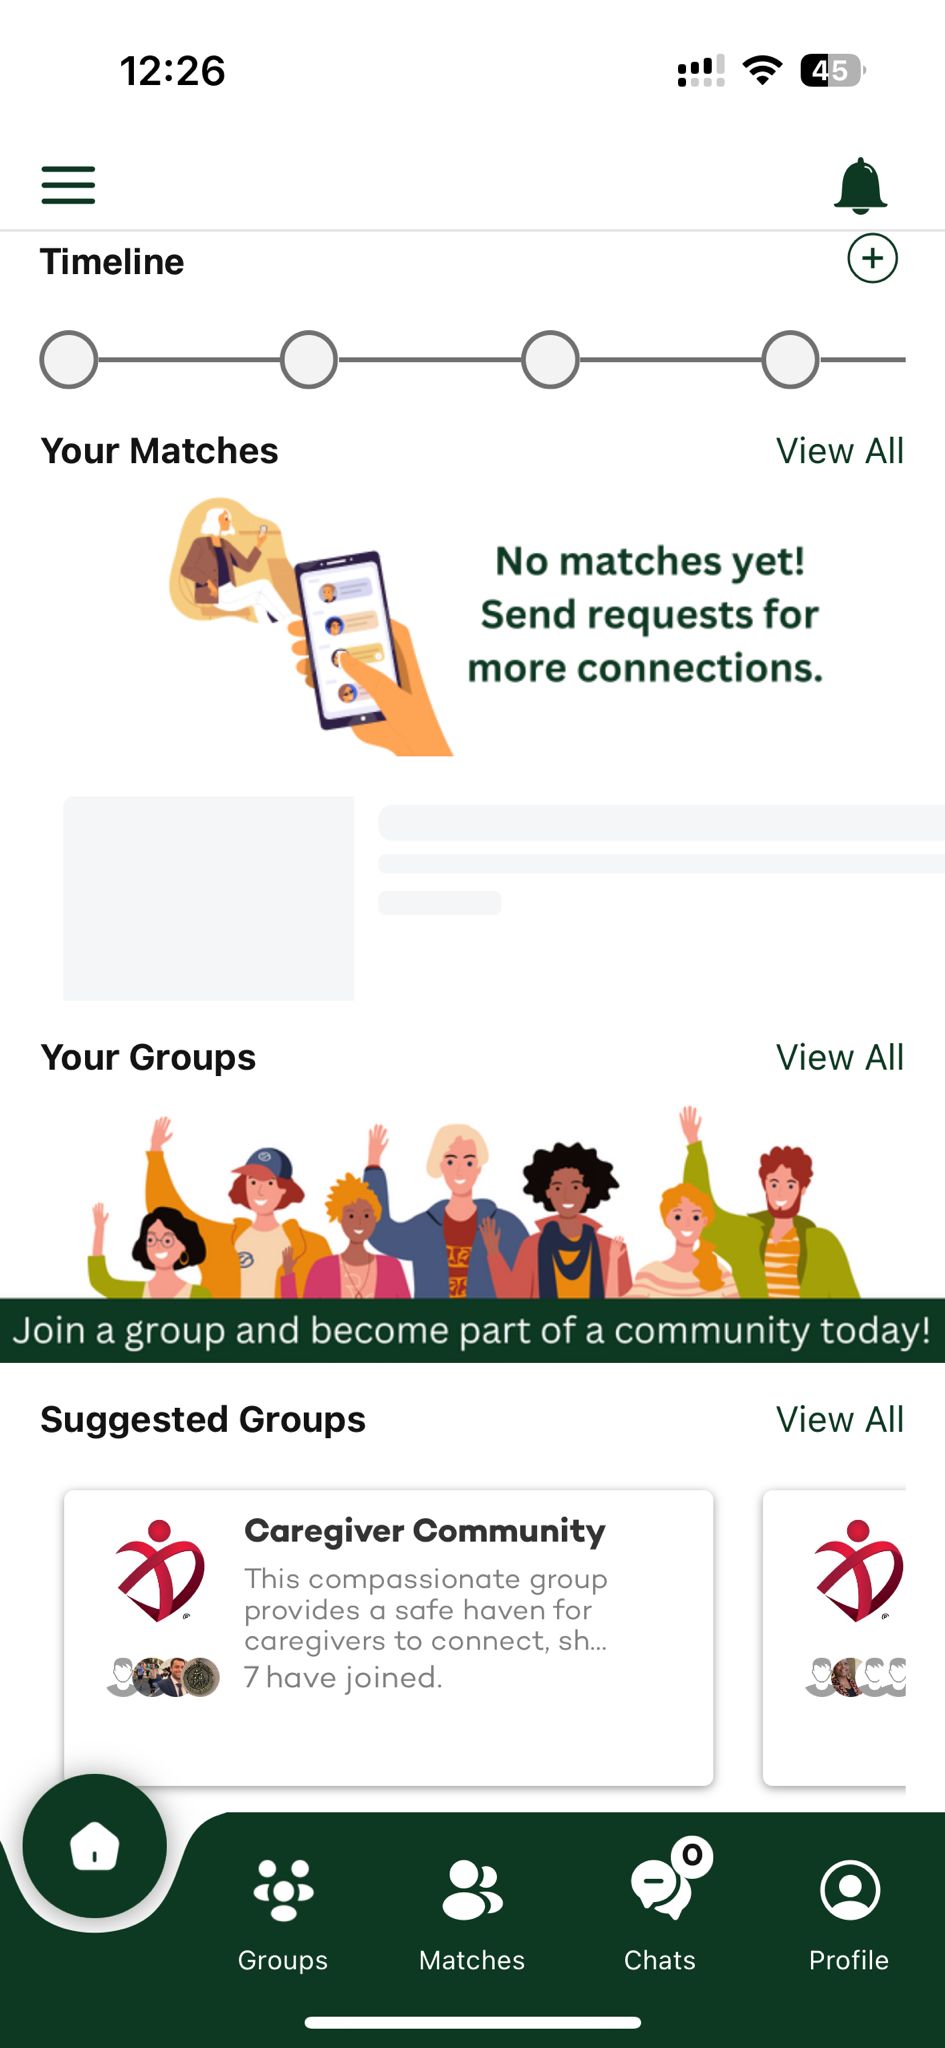 12:26
45
Timeline
Your Matches
View All
No matches yet!
Send requests for
more connections.
Your Groups
View All
Join a group and become part of a community today!
Suggested Groups
View All
Caregiver Community
This compassionate group
provides a safe haven for
caregivers to connect, sh...
7 have joined.
0
Groups
Matches
Chats
Profile